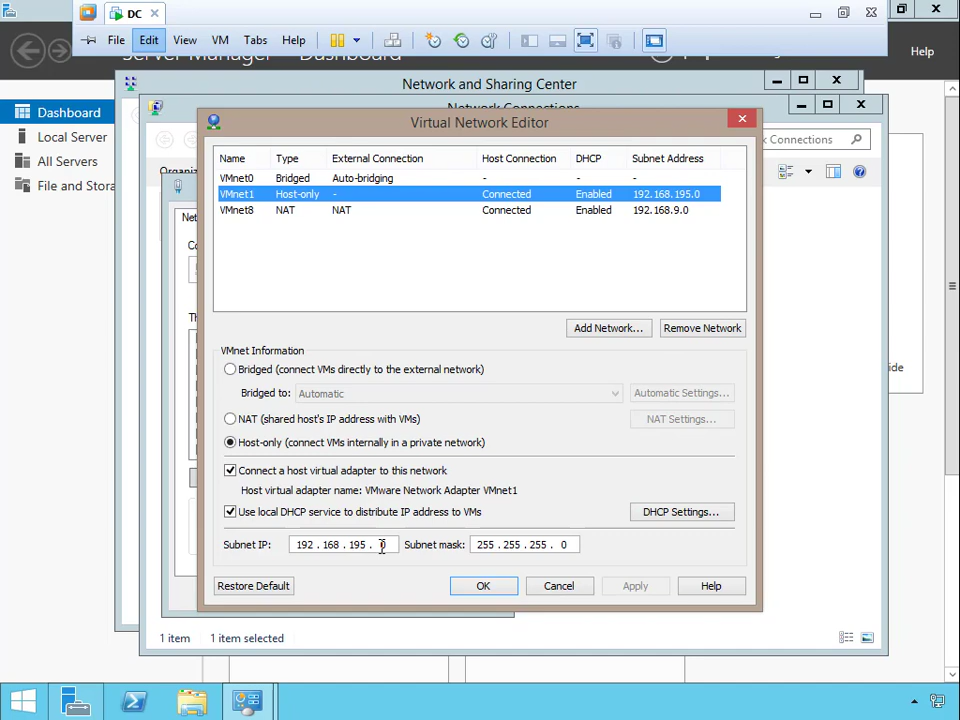 DC
File Edit View VM Tabs Help
Help
Dashboard
Local Server
All Servers
File and Stora
Network and Sharing Center
Network Connections
k Connections
Organiz
Virtual Network Editor
Name Type External Connection Host Connection DHCP Subnet Address
VMnet0 Bridged Auto-bridging - - -
VMnet1 Host-only - Connected Enabled 192.168.195.0
VMnet8 NAT NAT Connected Enabled 192.168.9.0
Net
Co
Th
Add Network... Remove Network
VMnet Information
Bridged (connect VMs directly to the external network)
Bridged to: Automatic Automatic Settings...
NAT (shared host's IP address with VMs) NAT Settings...
Host-only (connect VMs internally in a private network)
Connect a host virtual adapter to this network
Host virtual adapter name: VMware Network Adapter VMnet1
Use local DHCP service to distribute IP address to VMs DHCP Settings...
Subnet IP: 192 . 168 . 195 . 0 Subnet mask: 255 . 255 . 255 . 0
Restore Default OK Cancel Apply Help
ide
1 item 1 item selected